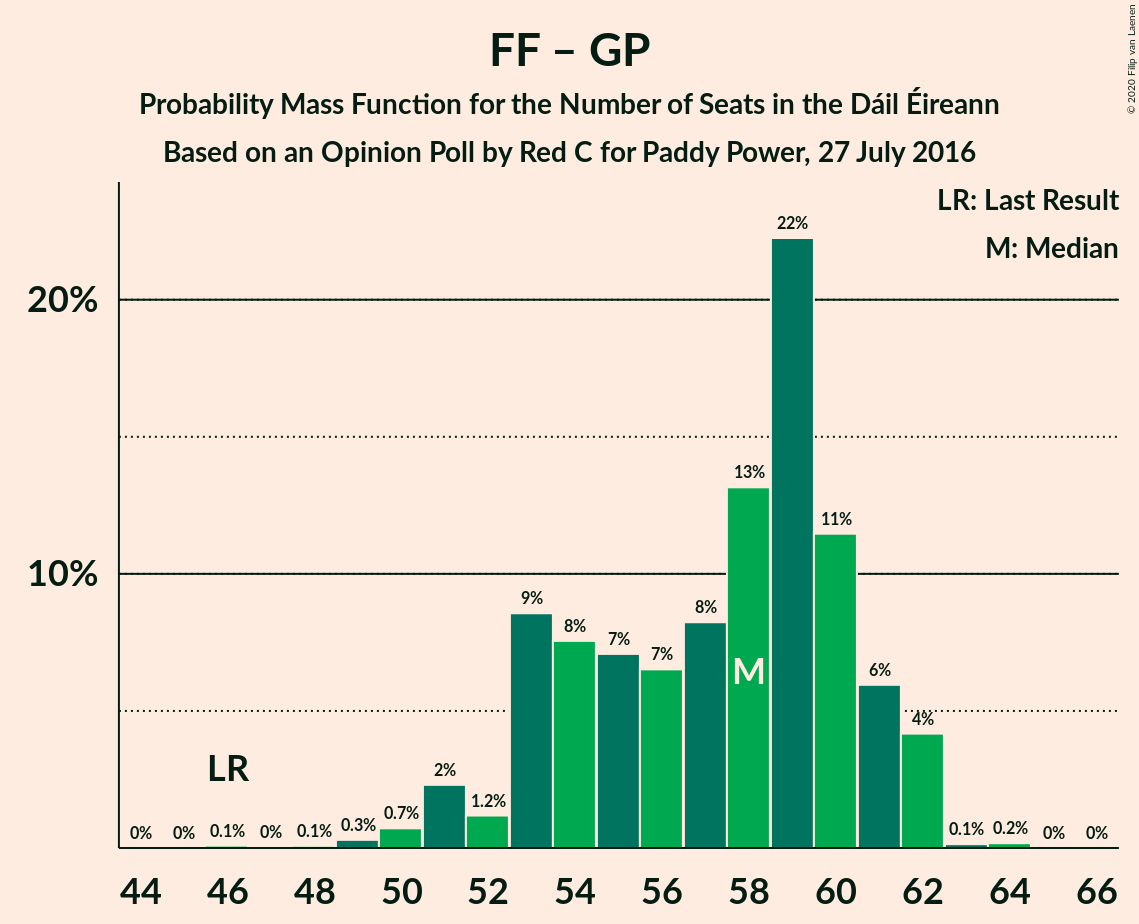 FF – GP
Probability Mass Function for the Number of Seats in the Dáil Éireann
Based on an Opinion Poll by Red C for Paddy Power, 27 July 2016
© 2020 Filip van Laenen
LR: Last Result
M: Median
20%
10%
0%
0%
0.1%
0%
0.1%
0.3%
0.7%
2%
1.2%
9%
8%
7%
7%
8%
13%
22%
11%
6%
4%
0.1%
0.2%
0%
0%
LR
M
44 46 48 50 52 54 56 58 60 62 64 66